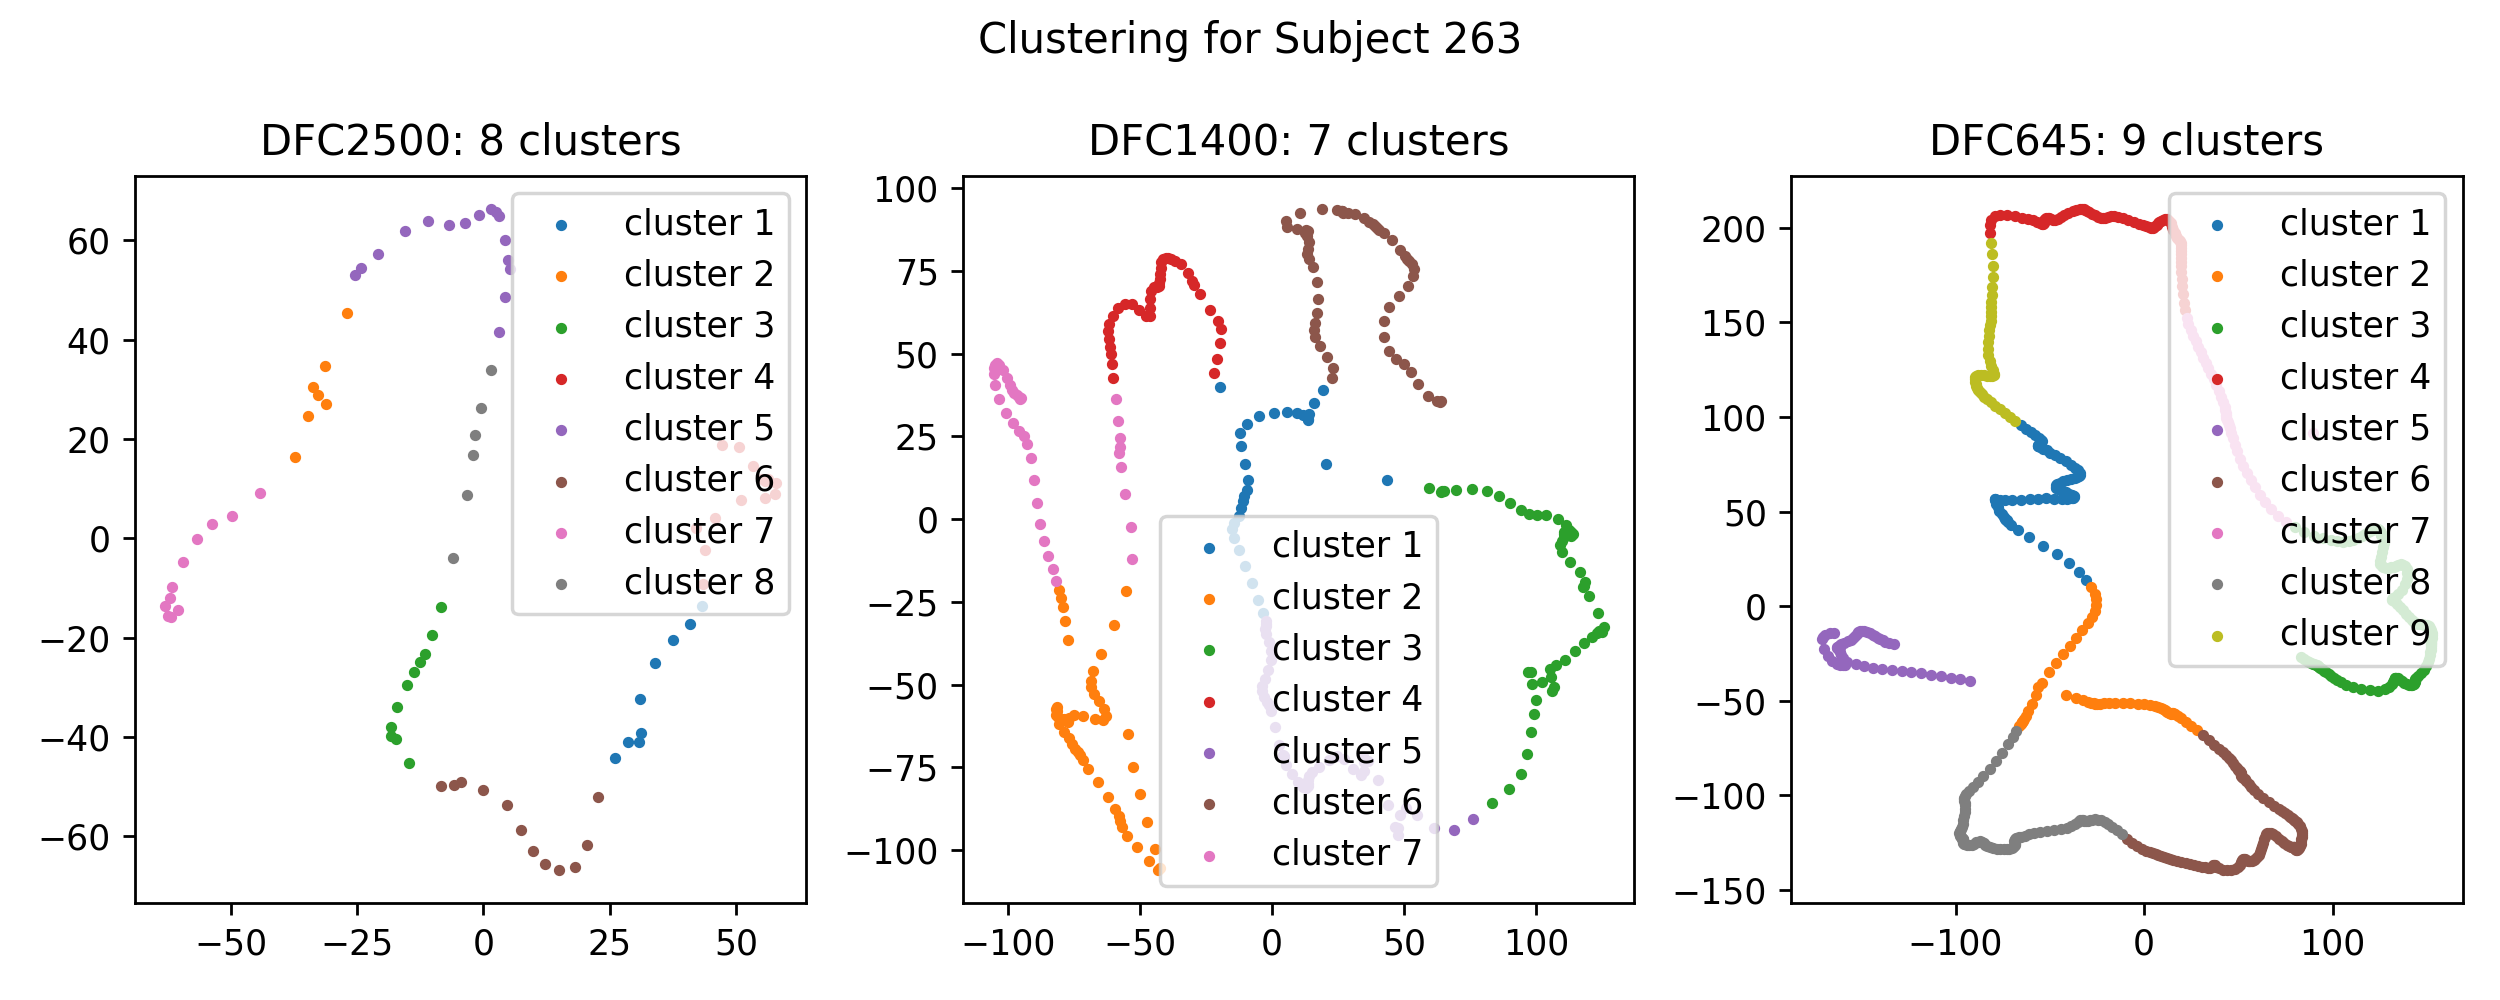 Clustering for Subject 263
DFC2500: 8 clusters
60
40
20
0
−20
−40
−60
−50
−25
0
25
50
cluster 1
cluster 2
cluster 3
cluster 4
cluster 5
cluster 6
cluster 7
cluster 8
DFC1400: 7 clusters
100
75
50
25
0
−25
−50
−75
−100
−100
−50
0
50
100
cluster 1
cluster 2
cluster 3
cluster 4
cluster 5
cluster 6
cluster 7
DFC645: 9 clusters
200
150
100
50
0
−50
−100
−150
−100
0
100
cluster 1
cluster 2
cluster 3
cluster 4
cluster 5
cluster 6
cluster 7
cluster 8
cluster 9